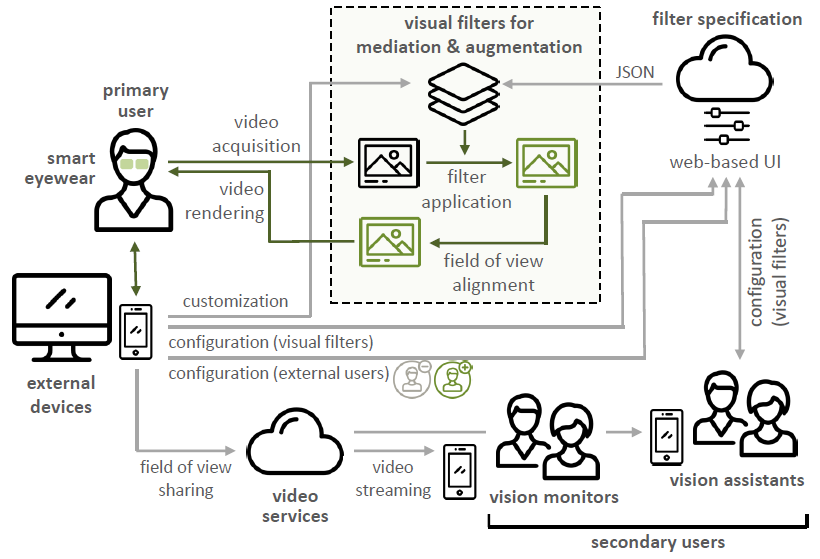 visual filters for
mediation & augmentation
filter specification
JSON
primary
user
video
acquisition
smart
eyewear
web-based UI
filter
application
video
rendering
field of view
alignment
configuration
(visual filters)
customization
configuration (visual filters)
configuration (external users)
external
devices
field of view
sharing
video
services
video
streaming
vision monitors
vision assistants
secondary users